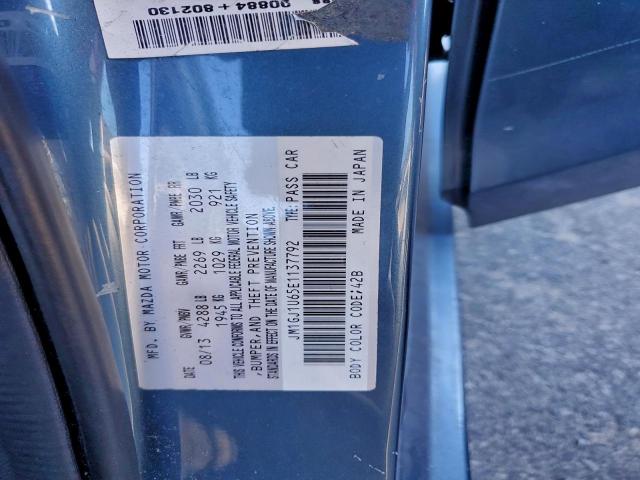 00884+802130
MFD. BY MAZDA MOTOR CORPORATION
DATE GVWR/PNBV GAWR/PNBE FRT GAWR/PNBE RR
08/13 4288 LB 2269 LB 2030 LB
1945 KG 1029 KG 921 KG
THIS VEHICLE CONFORMS TO ALL APPLICABLE FEDERAL MOTOR VEHICLE SAFETY
,BUMPER,AND THEFT PREVENTION
STANDARDS IN EFFECT ON THE DATE OF MANUFACTURE SHOWN ABOVE.
JM1GJ1U65E1137792 TYPE:PASS CAR
BODY COLOR CODE;42B MADE IN JAPAN